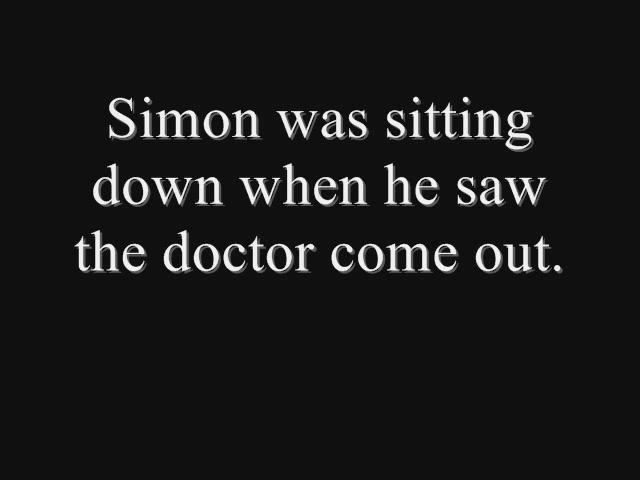 Simon was sitting
down when he saw
the doctor come out.